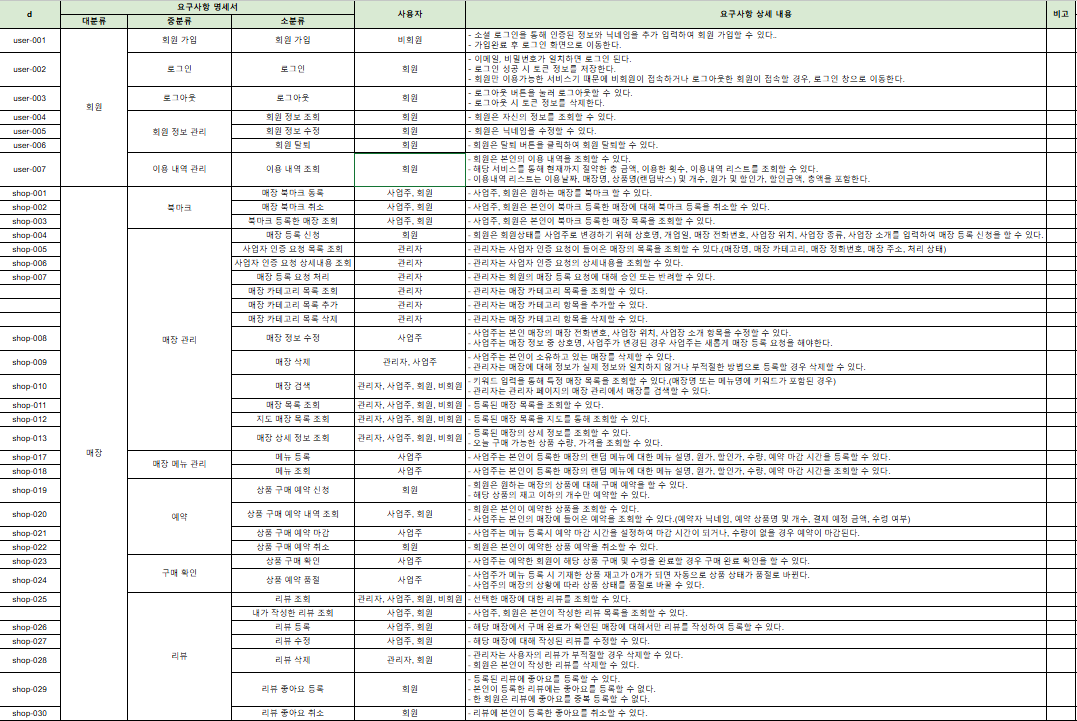 d 요구사항 명세서 사용자 요구사항 상세 내용 비고
대분류 중분류 소분류
user-001 회원 가입 회원 가입 비회원 - 소셜 로그인을 통해 인증된 정보와 닉네임을 추가 입력하여 회원 가입할 수 있다..
- 가입완료 후 로그인 화면으로 이동한다.
user-002 로그인 로그인 회원 - 이메일, 비밀번호가 일치하면 로그인 된다.
- 로그인 성공 시 토큰 정보를 저장한다.
- 회원만 이용가능한 서비스기 때문에 비회원이 접속하거나 로그아웃한 회원이 접속할 경우, 로그인 창으로 이동한다.
user-003 회원 로그아웃 로그아웃 회원 - 로그아웃 버튼을 눌러 로그아웃할 수 있다.
- 로그아웃 시 토큰 정보를 삭제한다.
user-004 회원 정보 조회 회원 - 회원은 자신의 정보를 조회할 수 있다.
user-005 회원 정보 관리 회원 정보 수정 회원 - 회원은 닉네임을 수정할 수 있다.
user-006 회원 탈퇴 회원 - 회원은 탈퇴 버튼을 클릭하여 회원 탈퇴할 수 있다.
user-007 이용 내역 관리 이용 내역 조회 회원 - 회원은 본인의 이용 내역을 조회할 수 있다.
- 해당 서비스를 통해 현재까지 절약한 총 금액, 이용한 횟수, 이용내역 리스트를 조회할 수 있다.
- 이용내역 리스트는 이용날짜, 매장명, 상품명(랜덤박스) 및 개수, 원가 및 할인가, 할인금액, 총액을 포함한다.
shop-001 매장 북마크 등록 사업주, 회원 - 사업주, 회원은 원하는 매장를 북마크 할 수 있다.
shop-002 북마크 매장 북마크 취소 사업주, 회원 - 사업주, 회원은 본인이 북마크 등록한 매장에 대해 북마크 등록을 취소할 수 있다.
shop-003 북마크 등록한 매장 조회 사업주, 회원 - 사업주, 회원은 본인이 북마크 등록한 매장 목록을 조회할 수 있다.
shop-004 매장 등록 신청 회원 - 회원은 회원상태를 사업주로 변경하기 위해 상호명, 개업일, 매장 전화번호, 사업장 위치, 사업장 종류, 사업장 소개를 입력하여 매장 등록 신청을 할 수 있다.
shop-005 사업자 인증 요청 목록 조회 관리자 - 관리자는 사업자 인증 요청이 들어온 매장의 목록을 조회할 수 있다.(매장명, 매장 카테고리, 매장 전화번호, 매장 주소, 처리 상태)
shop-006 사업자 인증 요청 상세내용 조회 관리자 - 관리자는 사업자 인증 요청의 상세내용을 조회할 수 있다.
shop-007 매장 등록 요청 처리 관리자 - 관리자는 회원의 매장 등록 요청에 대해 승인 또는 반려할 수 있다.
매장 카테고리 목록 조회 관리자 - 관리자는 매장 카테고리 목록을 조회할 수 있다.
매장 카테고리 목록 추가 관리자 - 관리자는 매장 카테고리 항목을 추가할 수 있다.
매장 카테고리 목록 삭제 관리자 - 관리자는 매장 카테고리 항목을 삭제할 수 있다.
shop-008 매장 관리 매장 정보 수정 사업주 - 사업주는 본인 매장의 매장 전화번호, 사업장 위치, 사업장 소개 항목을 수정할 수 있다.
- 사업주는 매장 정보 중 상호명, 사업주가 변경된 경우 사업주는 새롭게 매장 등록 요청을 해야한다.
shop-009 매장 삭제 관리자, 사업주 - 사업주는 본인이 소유하고 있는 매장를 삭제할 수 있다.
- 관리자는 매장에 대해 정보가 실제 정보와 일치하지 않거나 부적절한 방법으로 등록할 경우 삭제할 수 있다.
shop-010 매장 검색 관리자, 사업주, 회원, 비회원 - 키워드 입력을 통해 특정 매장 목록을 조회할 수 있다.(매장명 또는 메뉴명에 키워드가 포함된 경우)
- 관리자는 관리자 페이지의 매장 관리에서 매장를 검색할 수 있다.
shop-011 매장 목록 조회 관리자, 사업주, 회원, 비회원 - 등록된 매장 목록을 조회할 수 있다.
shop-012 지도 매장 목록 조회 관리자, 사업주, 회원, 비회원 - 등록된 매장 목록을 지도를 통해 조회할 수 있다.
shop-013 매장 상세 정보 조회 관리자, 사업주, 회원, 비회원 - 등록된 매장의 상세 정보를 조회할 수 있다.
- 오늘 구매 가능한 상품 수량, 가격을 조회할 수 있다.
shop-017 매장 매장 메뉴 관리 메뉴 등록 사업주 - 사업주는 본인이 등록한 매장의 랜덤 메뉴에 대한 메뉴 설명, 원가, 할인가, 수량, 예약 마감 시간을 등록할 수 있다.
shop-018 메뉴 조회 사업주 - 사업주는 본인이 등록한 매장의 랜덤 메뉴에 대한 메뉴 설명, 원가, 할인가, 수량, 예약 마감 시간을 조회할 수 있다.
shop-019 상품 구매 예약 신청 회원 - 회원은 원하는 매장의 상품에 대해 구매 예약을 할 수 있다.
- 해당 상품의 재고 이하의 개수만 예약할 수 있다.
shop-020 예약 상품 구매 예약 내역 조회 사업주, 회원 - 회원은 본인이 예약한 상품을 조회할 수 있다.
- 사업주는 본인의 매장에 들어온 예약을 조회할 수 있다.(예약자 닉네임, 예약 상품명 및 개수, 결제 예정 금액, 수령 여부)
shop-021 상품 구매 예약 마감 사업주 - 사업주는 메뉴 등록시 예약 마감 시간을 설정하여 마감 시간이 되거나, 수량이 없을 경우 예약이 마감된다.
shop-022 상품 구매 예약 취소 회원 - 회원은 본인이 예약한 상품 예약을 취소할 수 있다.
shop-023 구매 확인 상품 구매 확인 사업주 - 사업주는 예약한 회원이 해당 상품 구매 및 수령을 완료할 경우 구매 완료 확인을 할 수 있다.
shop-024 상품 예약 품절 사업주 - 사업주가 메뉴 등록 시 기재한 상품 재고가 0개가 되면 자동으로 상품 상태가 품절로 바뀐다.
- 사업주의 매장의 상황에 따라 상품 상태를 품절로 바꿀 수 있다.
shop-025 리뷰 조회 관리자, 사업주, 회원, 비회원 - 선택한 매장에 대한 리뷰를 조회할 수 있다.
내가 작성한 리뷰 조회 사업주, 회원 - 사업주, 회원은 본인이 작성한 리뷰 목록을 조회할 수 있다.
shop-026 리뷰 등록 사업주, 회원 - 해당 매장에서 구매 완료가 확인된 매장에 대해서만 리뷰를 작성하여 등록할 수 있다.
shop-027 리뷰 수정 사업주, 회원 - 해당 매장에 대해 작성된 리뷰를 수정할 수 있다.
shop-028 리뷰 리뷰 삭제 관리자, 회원 - 관리자는 사용자의 리뷰가 부적절할 경우 삭제할 수 있다.
- 회원은 본인이 작성한 리뷰를 삭제할 수 있다.
shop-029 리뷰 좋아요 등록 회원 - 등록된 리뷰에 좋아요를 등록할 수 있다.
- 본인이 등록한 리뷰에는 좋아요를 등록할 수 없다.
- 한 회원은 리뷰에 좋아요를 중복 등록할 수 없다.
shop-030 리뷰 좋아요 취소 회원 - 리뷰에 본인이 등록한 좋아요를 취소할 수 있다.